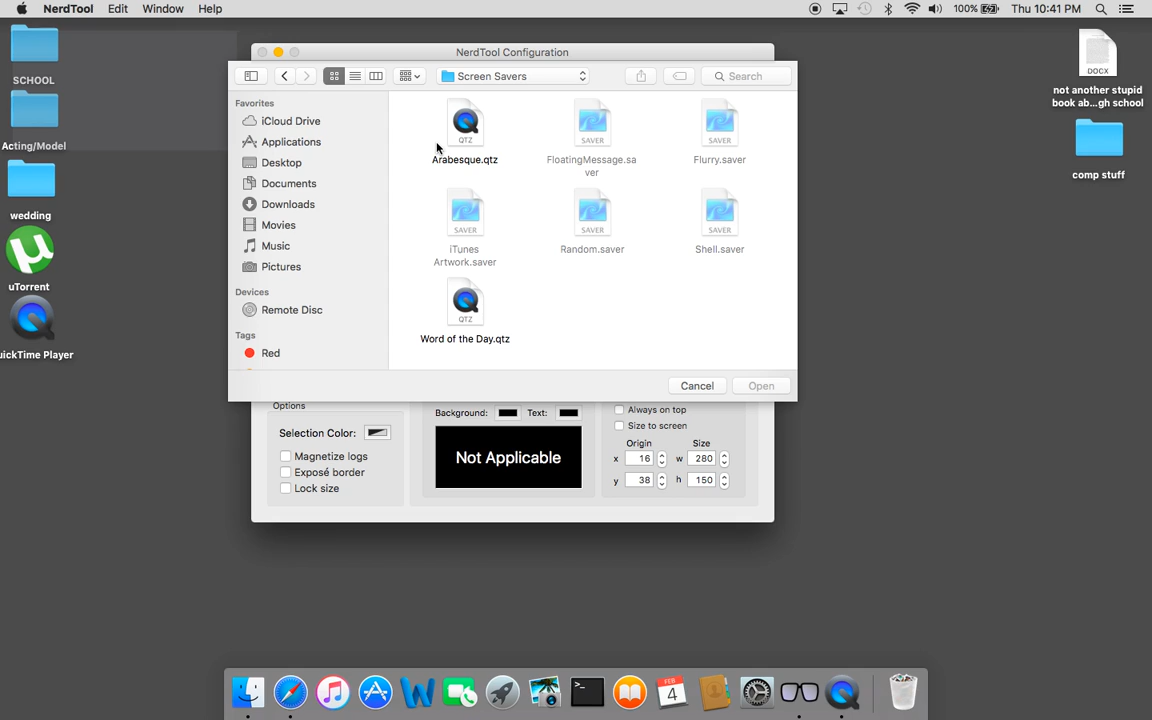 NerdTool Edit Window Help
100% Thu 10:41 PM
SCHOOL
Acting/Model
wedding
uTorrent
uickTime Player
NerdTool Configuration
Screen Savers
Search
Favorites
iCloud Drive
Applications
Desktop
Documents
Downloads
Movies
Music
Pictures
Devices
Remote Disc
Tags
Red
QTZ
Arabesque.qtz
SAVER
FloatingMessage.sa
ver
SAVER
Flurry.saver
SAVER
iTunes
Artwork.saver
SAVER
Random.saver
SAVER
Shell.saver
QTZ
Word of the Day.qtz
Cancel Open
Options
Selection Color:
Magnetize logs
Exposé border
Lock size
Background: Text:
Not Applicable
Always on top
Size to screen
Origin Size
x 16 w 280
y 38 h 150
DOCX
not another stupid
book ab...gh school
comp stuff
W
>_
FEB
4